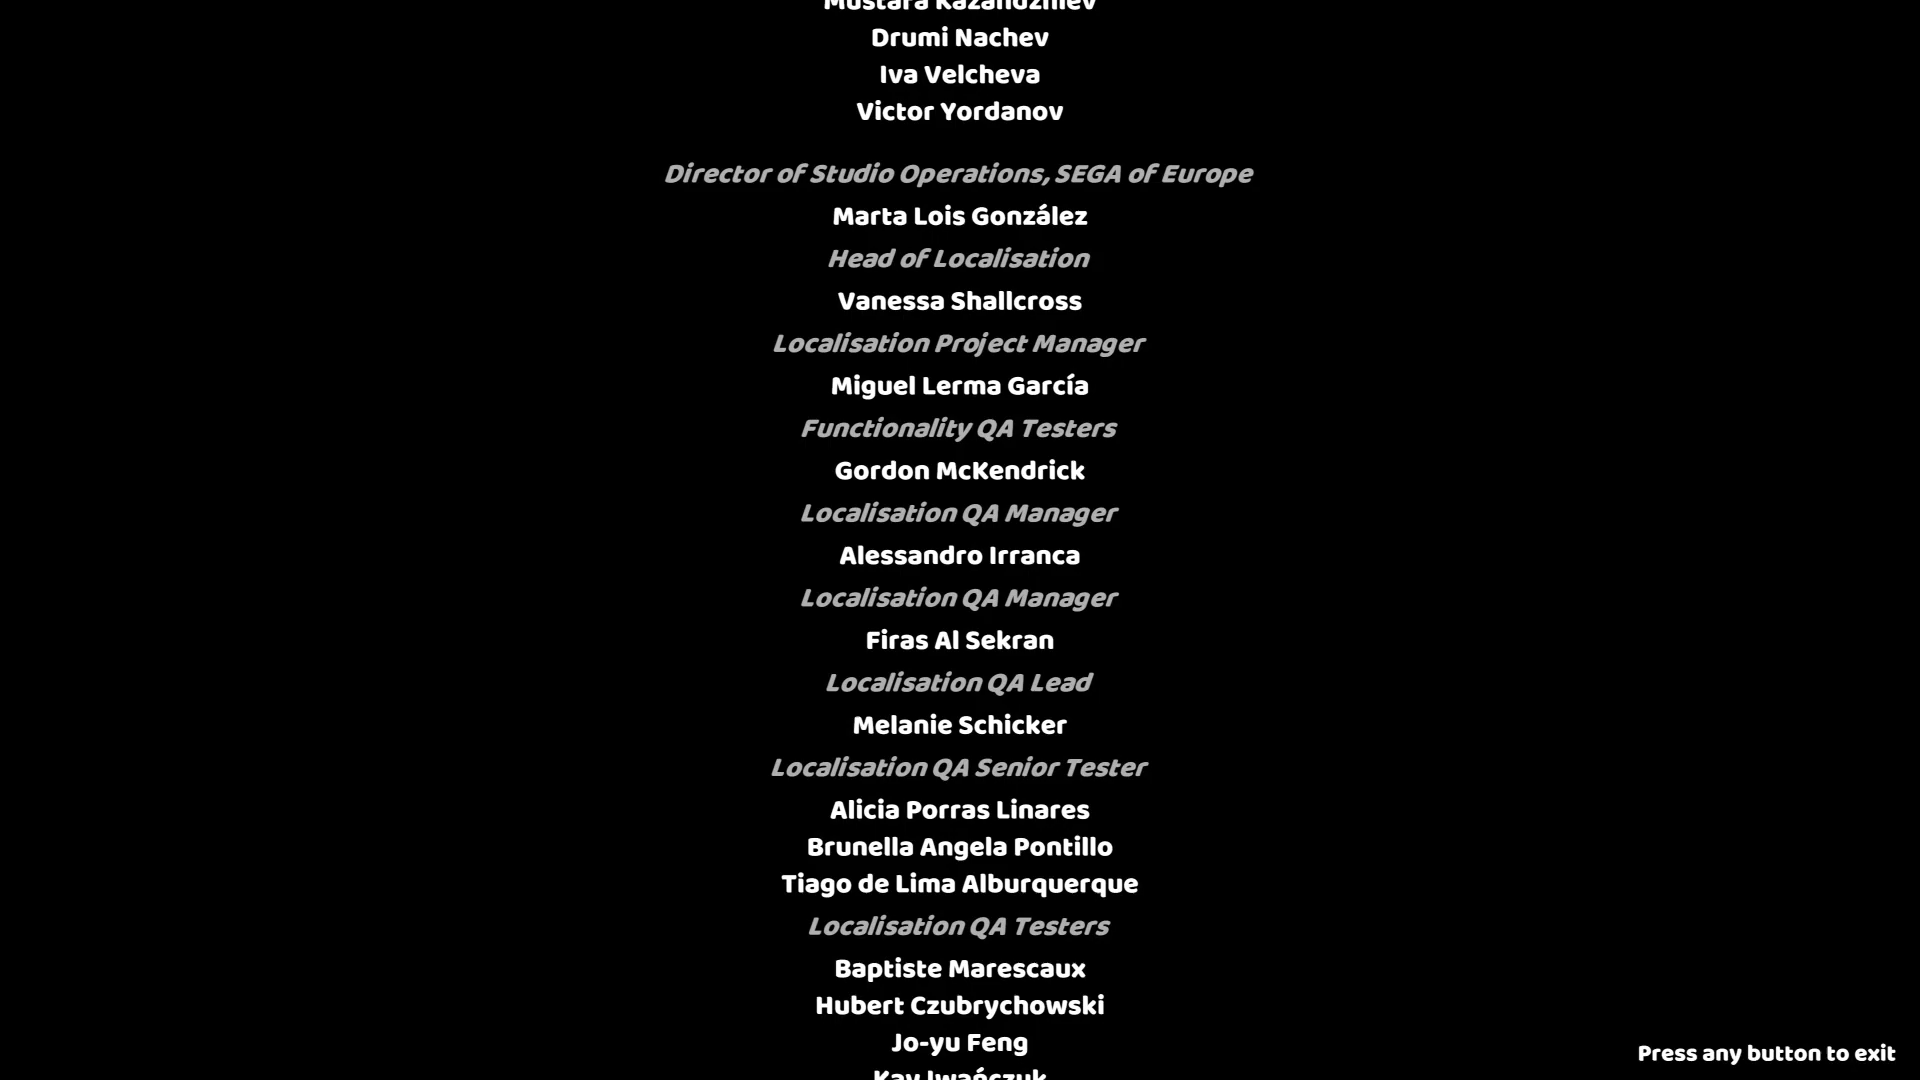 Mustafa Kazandzhiev
Drumi Nachev
Iva Velcheva
Victor Yordanov
Director of Studio Operations, SEGA of Europe
Marta Lois González
Head of Localisation
Vanessa Shallcross
Localisation Project Manager
Miguel Lerma García
Functionality QA Testers
Gordon McKendrick
Localisation QA Manager
Alessandro Irranca
Localisation QA Manager
Firas Al Sekran
Localisation QA Lead
Melanie Schicker
Localisation QA Senior Tester
Alicia Porras Linares
Brunella Angela Pontillo
Tiago de Lima Alburquerque
Localisation QA Testers
Baptiste Marescaux
Hubert Czubrychowski
Jo-yu Feng
Kay Iwańczuk
Press any button to exit